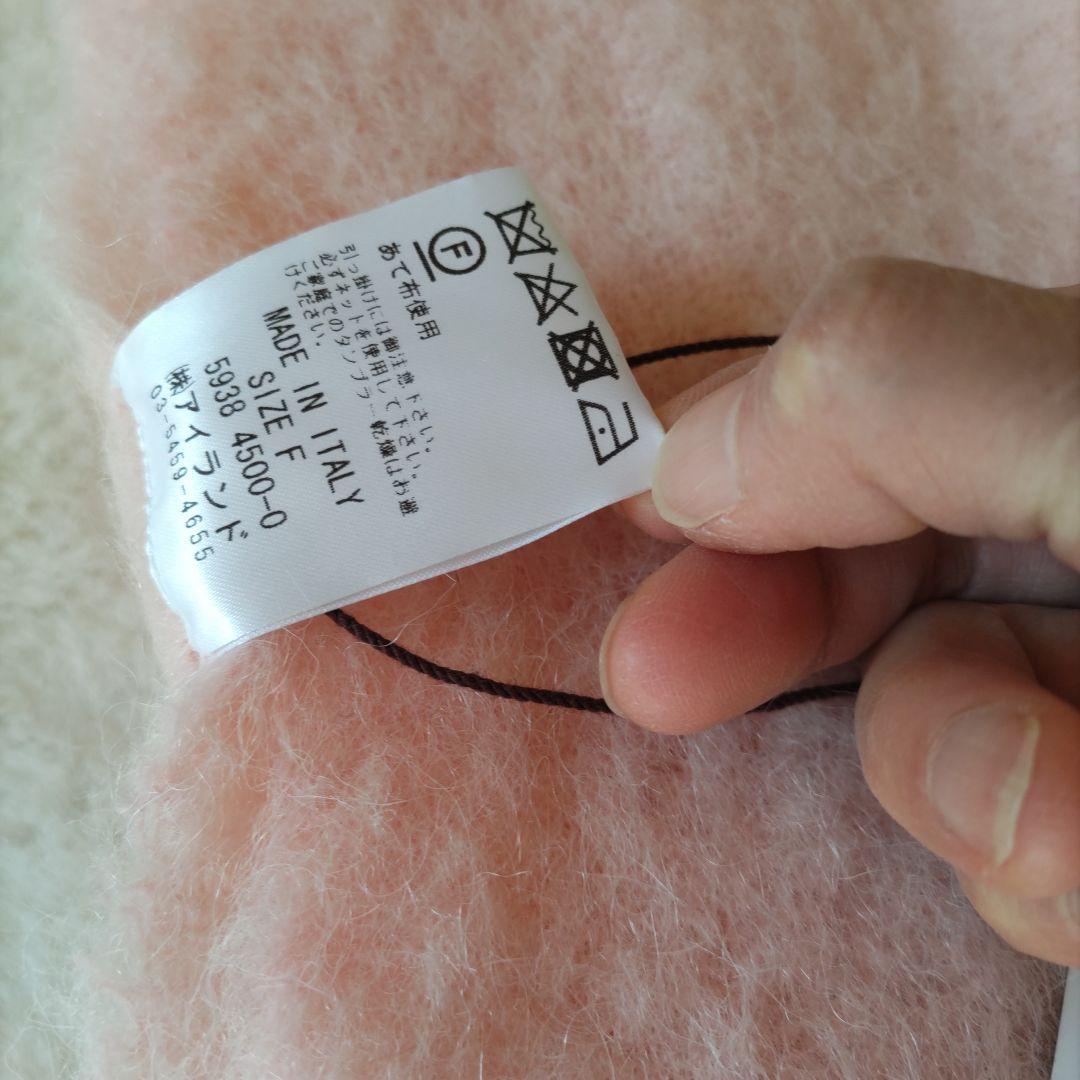 F
あて布使用
引っ掛けには御注意下さい。
必ずネットを使用して下さい。
ご家庭でのタンブラー乾燥はお避
けください。
MADE IN ITALY
SIZE F
5938 4500-0
㈱アイランド
03-5459-4655